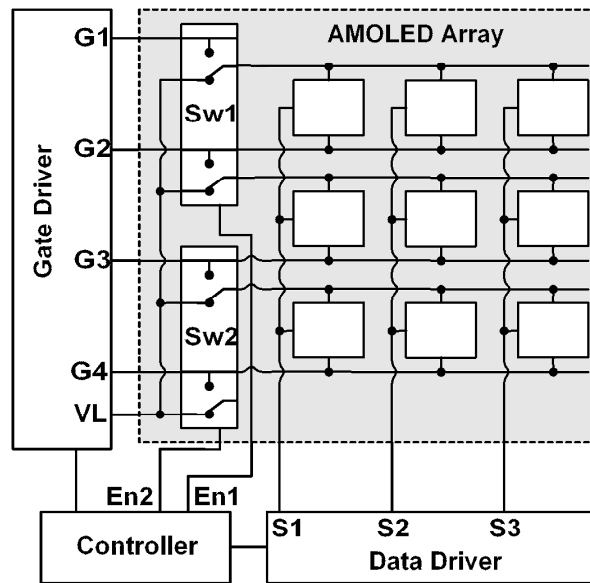 G1
AMOLED Array
Sw1
G2
Gate Driver
G3
Sw2
G4
VL
En2
En1
S1
S2
S3
Controller
Data Driver